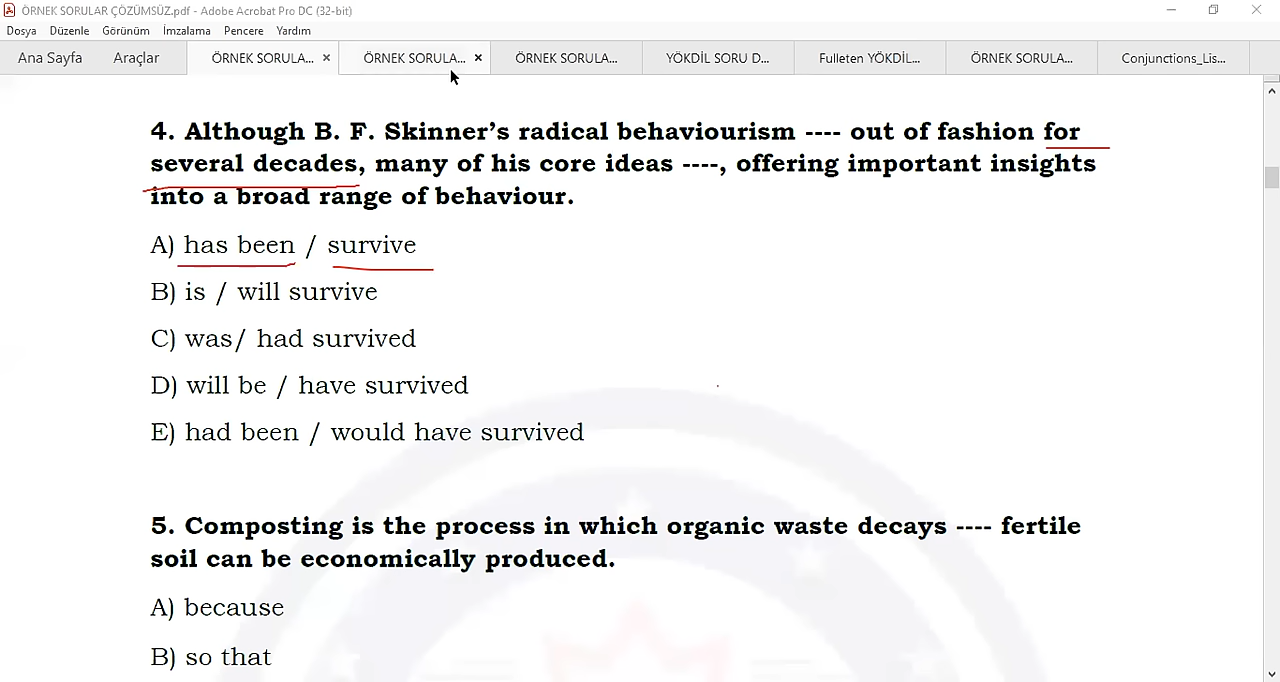 ÖRNEK SORULAR ÇÖZÜMSÜZ.pdf - Adobe Acrobat Pro DC (32-bit)
Dosya Düzenle Görünüm İmzalama Pencere Yardım
Ana Sayfa Araçlar ÖRNEK SORULA... × ÖRNEK SORULA... × ÖRNEK SORULA... YÖKDİL SORU D... Fulleten YÖKDİL... ÖRNEK SORULA... Conjunctions_Lis...
4. Although B. F. Skinner's radical behaviourism ---- out of fashion for
several decades, many of his core ideas ----, offering important insights
into a broad range of behaviour.
A) has been / survive
B) is / will survive
C) was/ had survived
D) will be / have survived
E) had been / would have survived
5. Composting is the process in which organic waste decays ---- fertile
soil can be economically produced.
A) because
B) so that